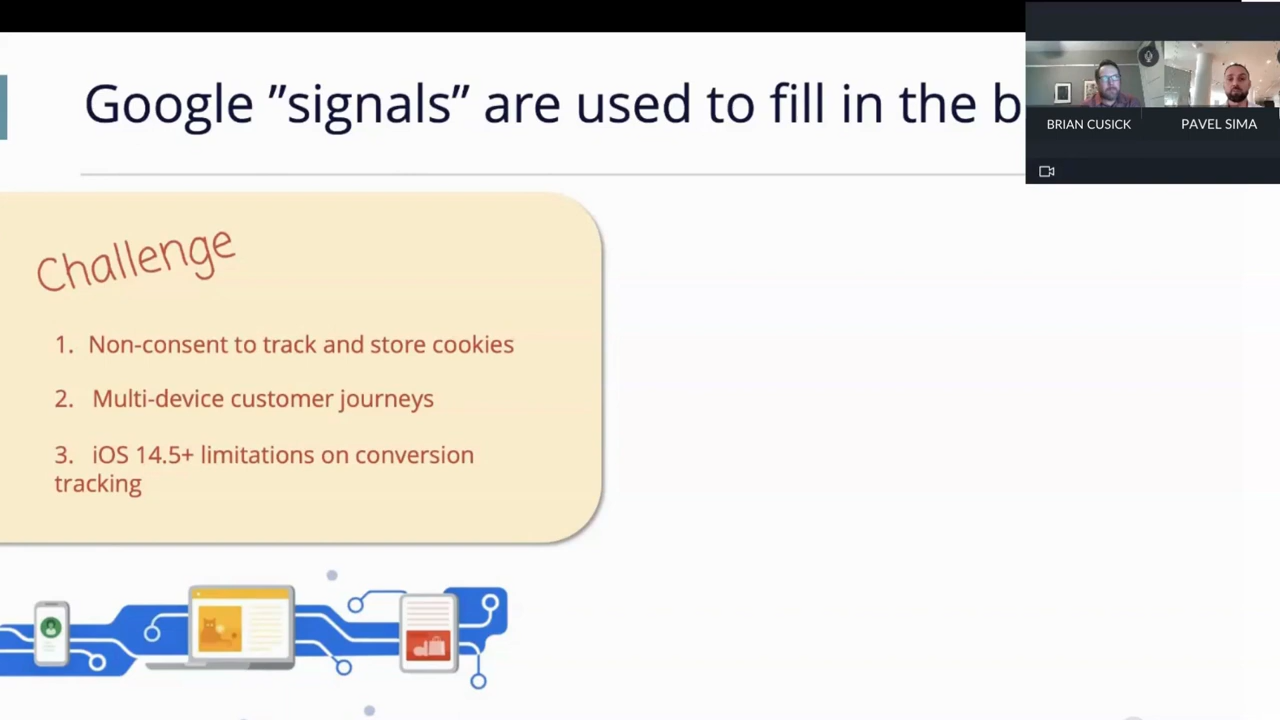 Google ”signals” are used to fill in the
BRIAN CUSICK
PAVEL SIMA
Challenge
1. Non-consent to track and store cookies
2. Multi-device customer journeys
3. iOS 14.5+ limitations on conversion
tracking